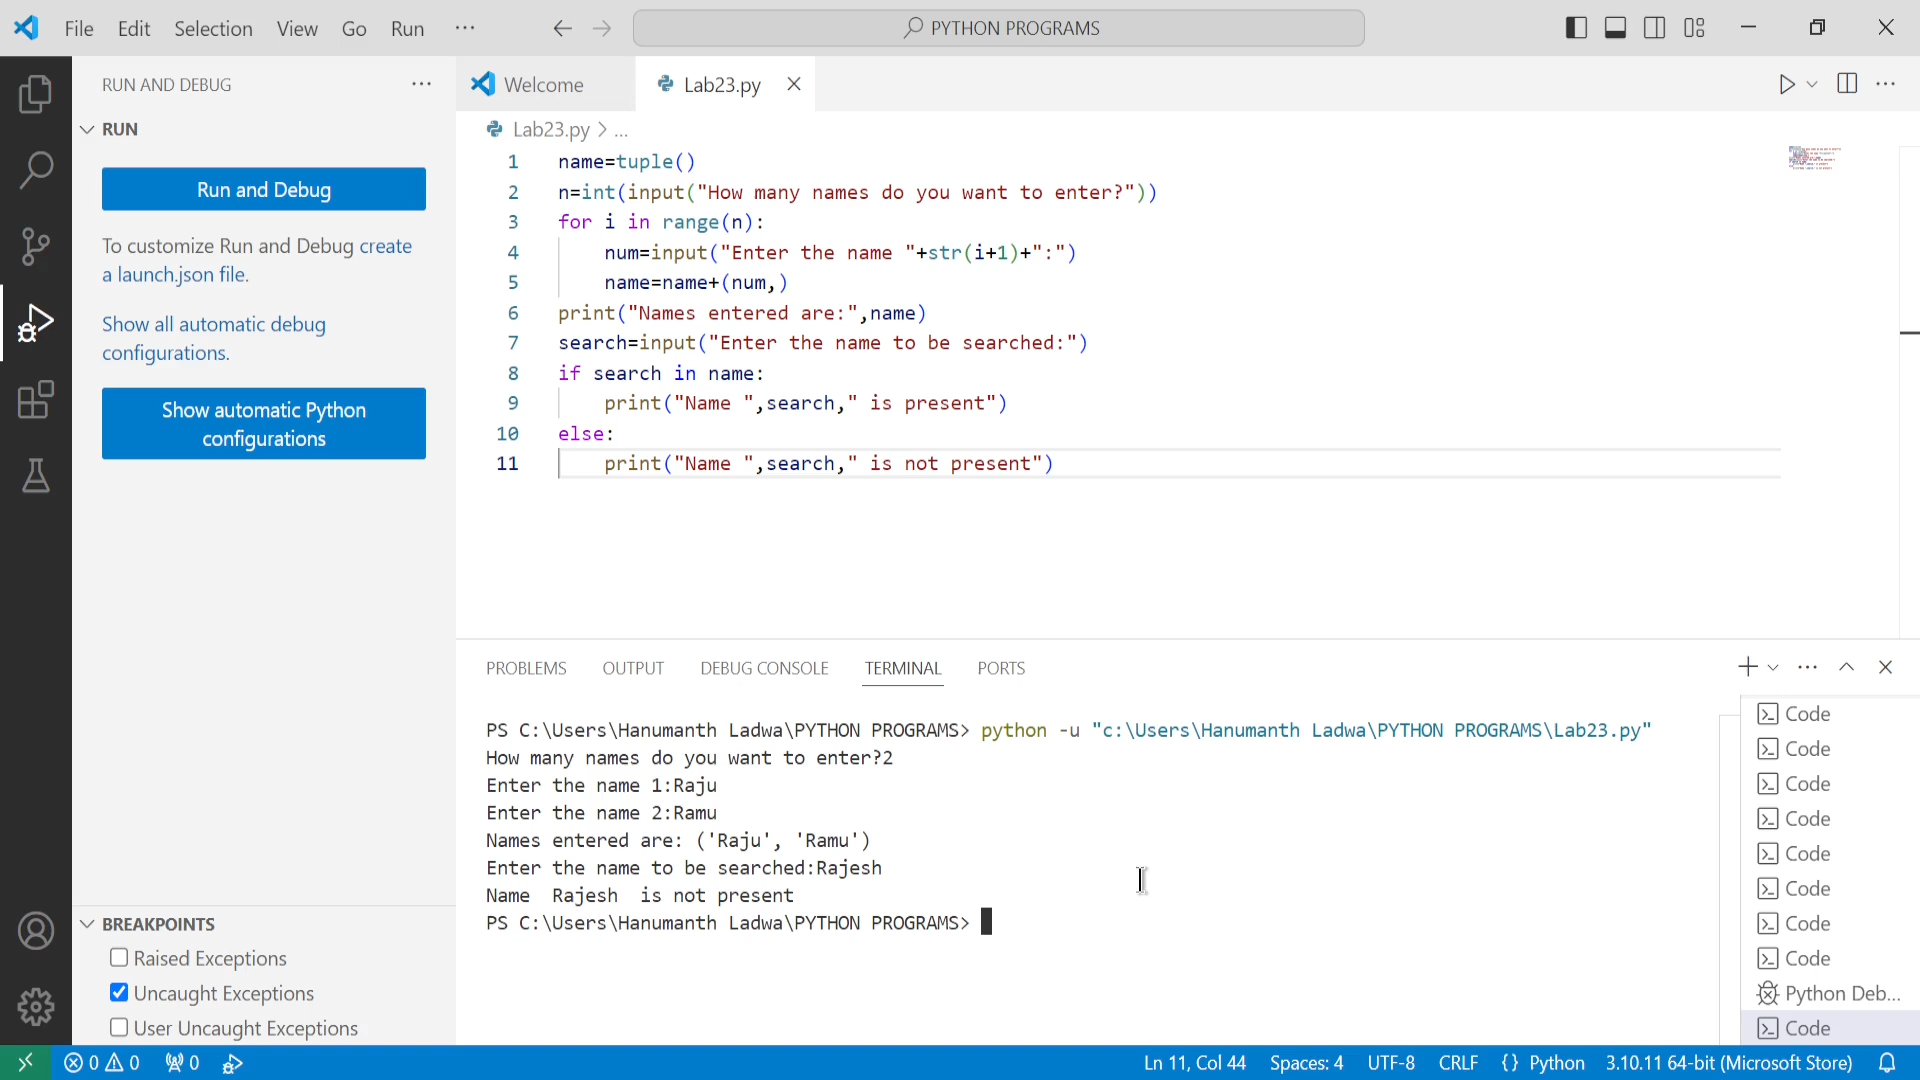 File Edit Selection View Go Run ··· PYTHON PROGRAMS
RUN AND DEBUG ···
RUN
Run and Debug
To customize Run and Debug create
a launch.json file.
Show all automatic debug
configurations.
Show automatic Python
configurations
BREAKPOINTS
Raised Exceptions
Uncaught Exceptions
User Uncaught Exceptions
Welcome Lab23.py
Lab23.py > ...
1 name=tuple()
2 n=int(input("How many names do you want to enter?"))
3 for i in range(n):
4 num=input("Enter the name "+str(i+1)+":")
5 name=name+(num,)
6 print("Names entered are:",name)
7 search=input("Enter the name to be searched:")
8 if search in name:
9 print("Name ",search," is present")
10 else:
11 print("Name ",search," is not present")
PROBLEMS OUTPUT DEBUG CONSOLE TERMINAL PORTS
PS C:\Users\Hanumanth Ladwa\PYTHON PROGRAMS> python -u "c:\Users\Hanumanth Ladwa\PYTHON PROGRAMS\Lab23.py"
How many names do you want to enter?2
Enter the name 1:Raju
Enter the name 2:Ramu
Names entered are: ('Raju', 'Ramu')
Enter the name to be searched:Rajesh
Name  Rajesh  is not present
PS C:\Users\Hanumanth Ladwa\PYTHON PROGRAMS>
Code
Code
Code
Code
Code
Code
Code
Code
Python Deb...
Code
0 0 0 Ln 11, Col 44 Spaces: 4 UTF-8 CRLF {} Python 3.10.11 64-bit (Microsoft Store)